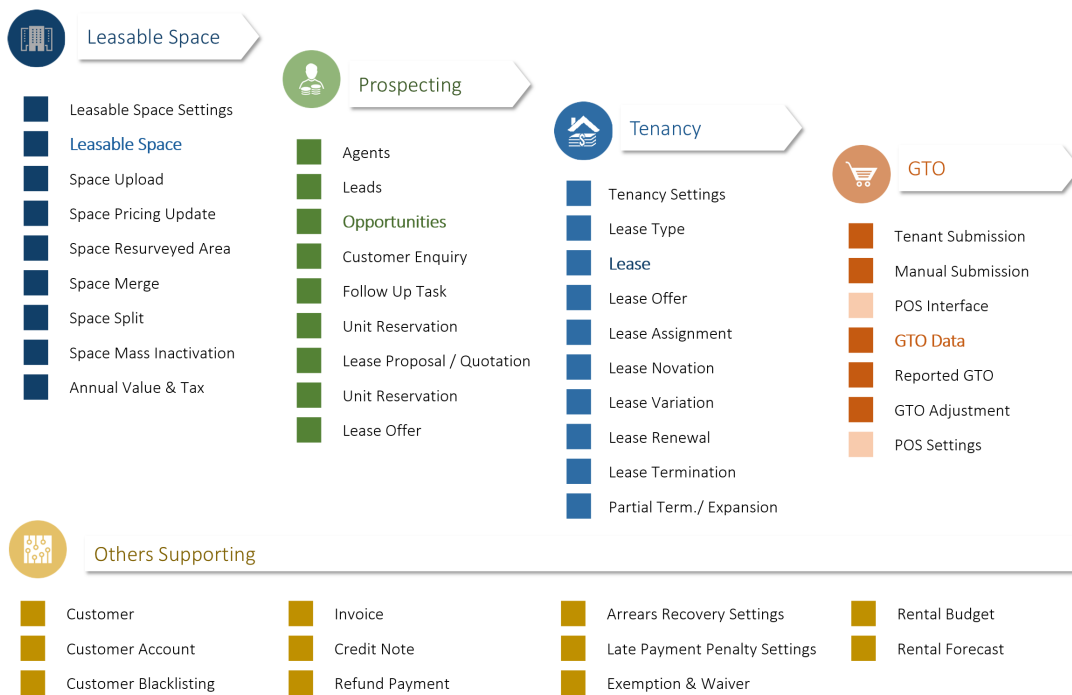 Leasable Space
Leasable Space Settings
Leasable Space
Space Upload
Space Pricing Update
Space Resurveyed Area
Space Merge
Space Split
Space Mass Inactivation
Annual Value & Tax
Prospecting
Agents
Leads
Opportunities
Customer Enquiry
Follow Up Task
Unit Reservation
Lease Proposal / Quotation
Unit Reservation
Lease Offer
Tenancy
Tenancy Settings
Lease Type
Lease
Lease Offer
Lease Assignment
Lease Novation
Lease Variation
Lease Renewal
Lease Termination
Partial Term./ Expansion
GTO
Tenant Submission
Manual Submission
POS Interface
GTO Data
Reported GTO
GTO Adjustment
POS Settings
Others Supporting
Customer
Customer Account
Customer Blacklisting
Invoice
Credit Note
Refund Payment
Arrears Recovery Settings
Late Payment Penalty Settings
Exemption & Waiver
Rental Budget
Rental Forecast